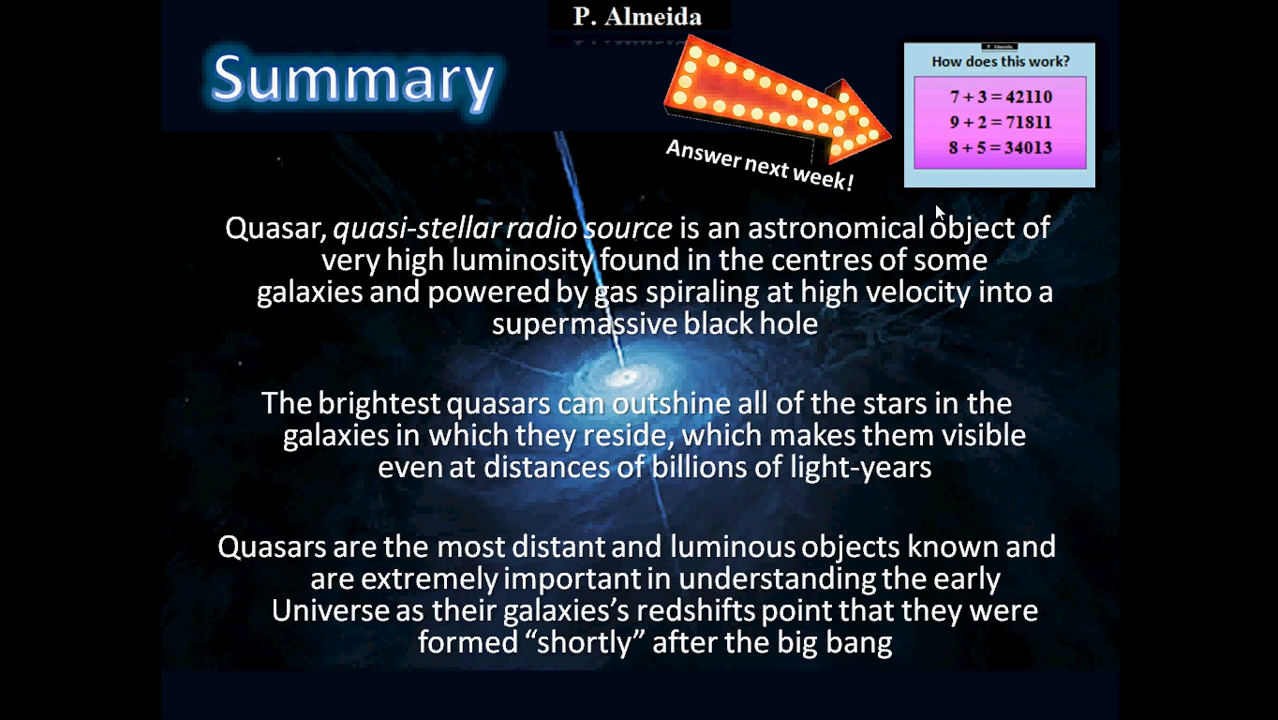 P. Almeida
Summary
Answer next week!
P. Almeida
How does this work?
7 + 3 = 42110
9 + 2 = 71811
8 + 5 = 34013
Quasar, quasi-stellar radio source is an astronomical object of
very high luminosity found in the centres of some
galaxies and powered by gas spiraling at high velocity into a
supermassive black hole
The brightest quasars can outshine all of the stars in the
galaxies in which they reside, which makes them visible
even at distances of billions of light-years
Quasars are the most distant and luminous objects known and
are extremely important in understanding the early
Universe as their galaxies’s redshifts point that they were
formed “shortly” after the big bang